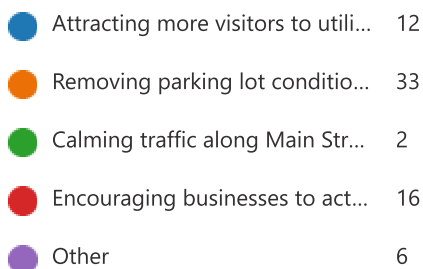 Attracting more visitors to utili... 12
Removing parking lot conditio... 33
Calming traffic along Main Str... 2
Encouraging businesses to act... 16
Other 6